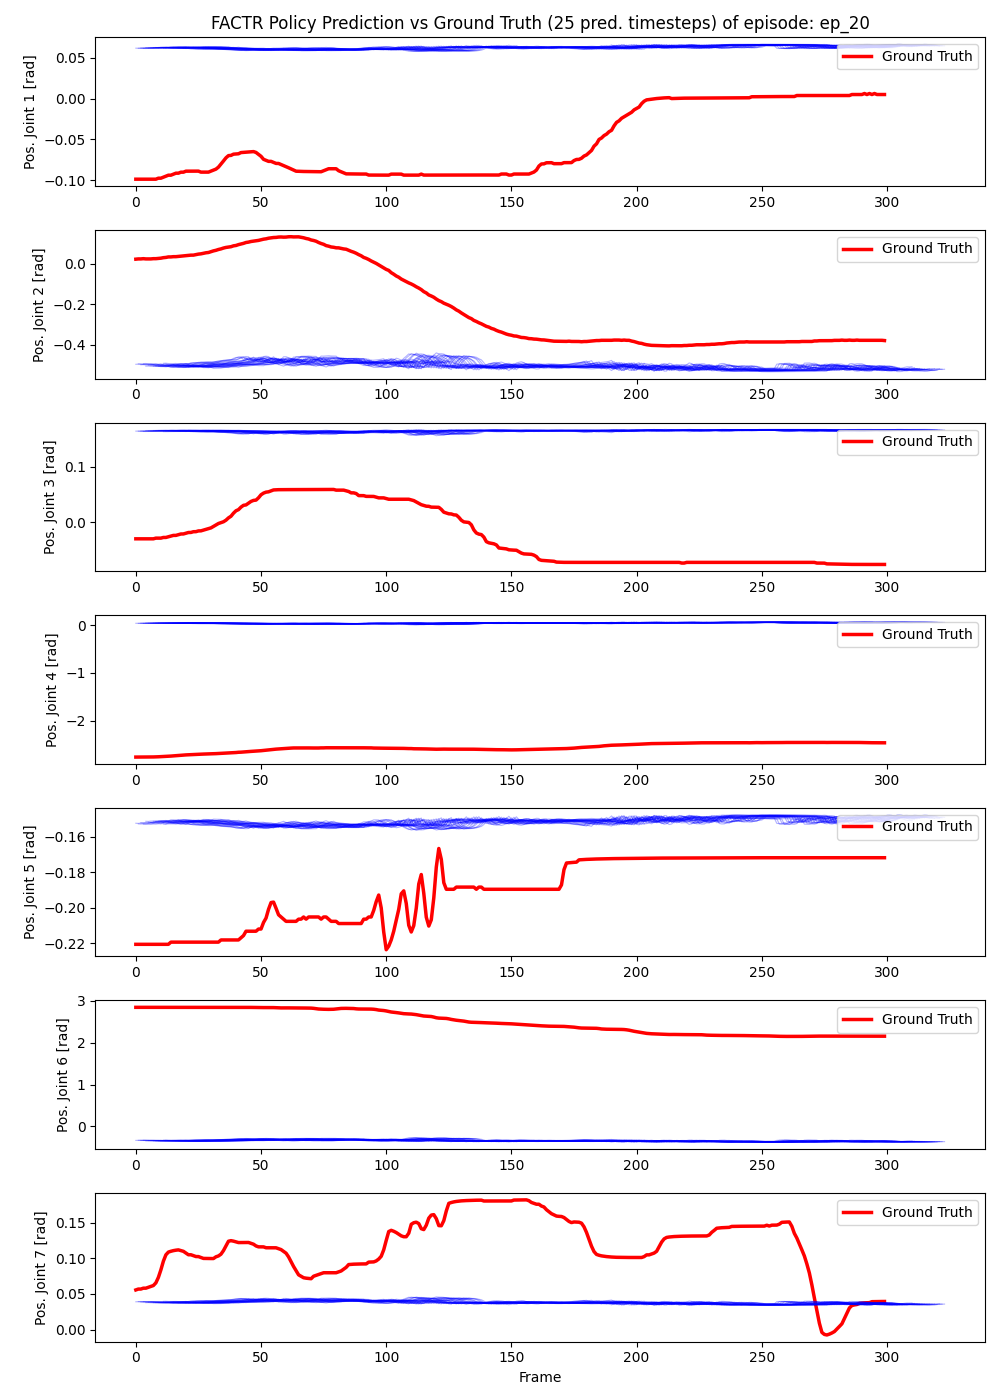 FACTR Policy Prediction vs Ground Truth (25 pred. timesteps) of episode: ep_20
Pos. Joint 1 [rad]
0.05
0.00
−0.05
−0.10
Ground Truth
0 50 100 150 200 250 300
Pos. Joint 2 [rad]
0.0
−0.2
−0.4
Ground Truth
0 50 100 150 200 250 300
Pos. Joint 3 [rad]
0.1
0.0
Ground Truth
0 50 100 150 200 250 300
Pos. Joint 4 [rad]
0
−1
−2
Ground Truth
0 50 100 150 200 250 300
Pos. Joint 5 [rad]
−0.16
−0.18
−0.20
−0.22
Ground Truth
0 50 100 150 200 250 300
Pos. Joint 6 [rad]
3
2
1
0
Ground Truth
0 50 100 150 200 250 300
Pos. Joint 7 [rad]
0.15
0.10
0.05
0.00
Ground Truth
0 50 100 150 200 250 300
Frame